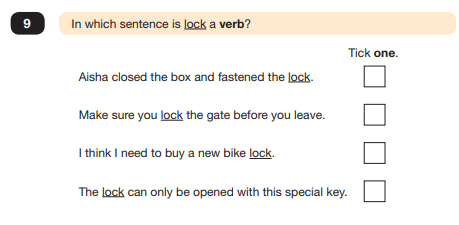 9 In which sentence is lock a verb?
Tick one.
Aisha closed the box and fastened the lock.
Make sure you lock the gate before you leave.
I think I need to buy a new bike lock.
The lock can only be opened with this special key.